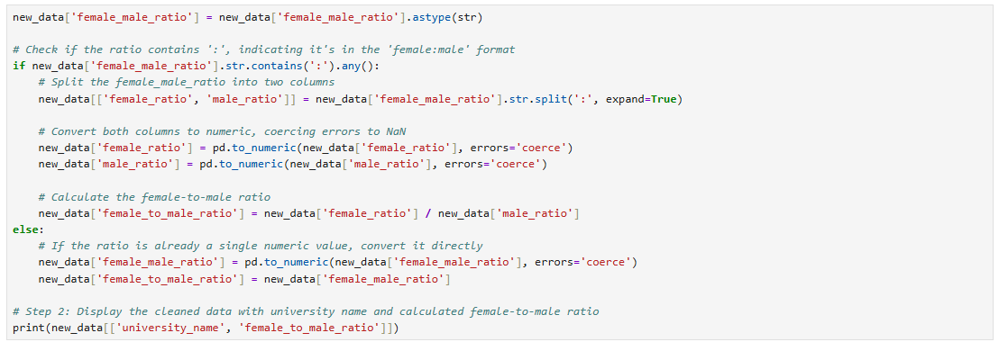 new_data['female_male_ratio'] = new_data['female_male_ratio'].astype(str)

# Check if the ratio contains ':', indicating it's in the 'female:male' format
if new_data['female_male_ratio'].str.contains(':').any():
    # Split the female_male_ratio into two columns
    new_data[['female_ratio', 'male_ratio']] = new_data['female_male_ratio'].str.split(':', expand=True)

    # Convert both columns to numeric, coercing errors to NaN
    new_data['female_ratio'] = pd.to_numeric(new_data['female_ratio'], errors='coerce')
    new_data['male_ratio'] = pd.to_numeric(new_data['male_ratio'], errors='coerce')

    # Calculate the female-to-male ratio
    new_data['female_to_male_ratio'] = new_data['female_ratio'] / new_data['male_ratio']
else:
    # If the ratio is already a single numeric value, convert it directly
    new_data['female_male_ratio'] = pd.to_numeric(new_data['female_male_ratio'], errors='coerce')
    new_data['female_to_male_ratio'] = new_data['female_male_ratio']

# Step 2: Display the cleaned data with university name and calculated female-to-male ratio
print(new_data[['university_name', 'female_to_male_ratio']])